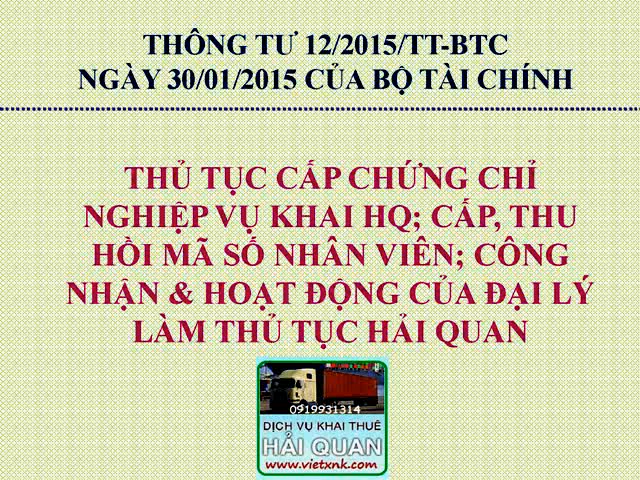 THÔNG TƯ 12/2015/TT-BTC
NGÀY 30/01/2015 CỦA BỘ TÀI CHÍNH
THỦ TỤC CẤP CHỨNG CHỈ
NGHIỆP VỤ KHAI HQ; CẤP, THU
HỒI MÃ SỐ NHÂN VIÊN; CÔNG
NHẬN & HOẠT ĐỘNG CỦA ĐẠI LÝ
LÀM THỦ TỤC HẢI QUAN
0919931314
DỊCH VỤ KHAI THUÊ
HẢI QUAN
www.vietxnk.com